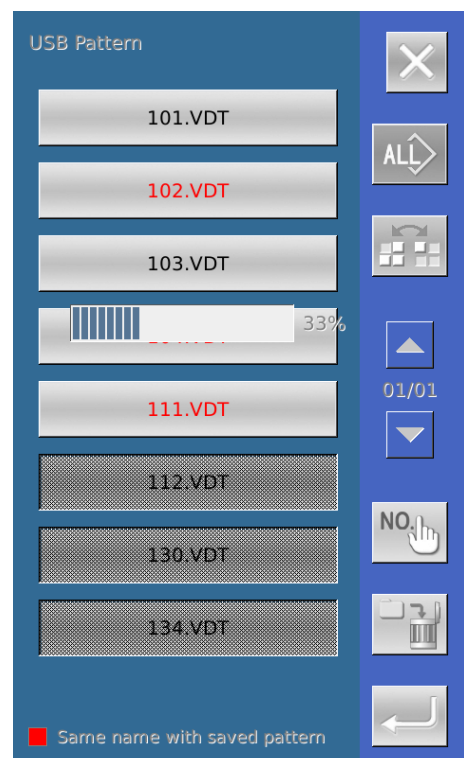 USB Pattern
101.VDT
ALL
102.VDT
103.VDT
33%
01/01
111.VDT
112.VDT
NO.
130.VDT
134.VDT
Same name with saved pattern